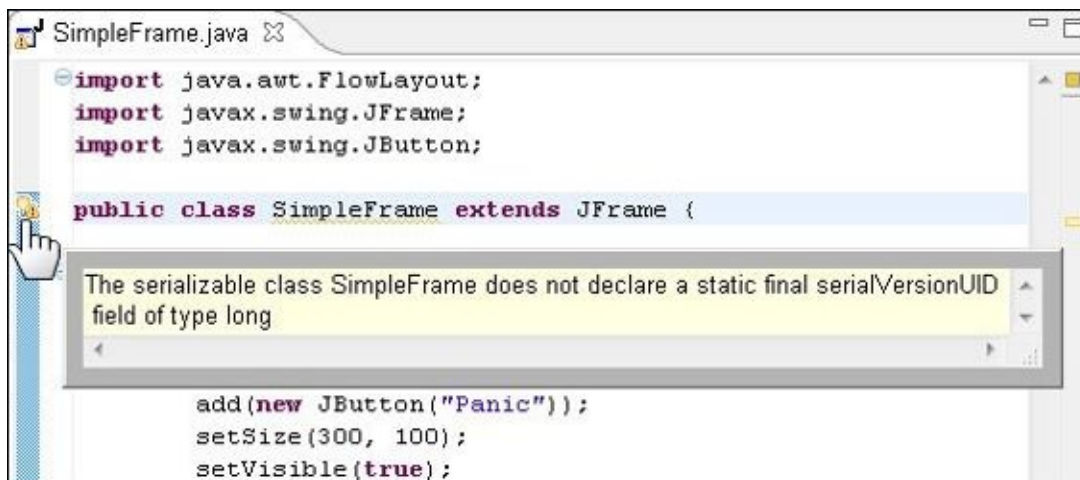 SimpleFrame.java
import java.awt.FlowLayout;
import javax.swing.JFrame;
import javax.swing.JButton;
public class SimpleFrame extends JFrame {
The serializable class SimpleFrame does not declare a static final serialVersionUID
field of type long
add(new JButton("Panic"));
setSize(300, 100);
setVisible(true);